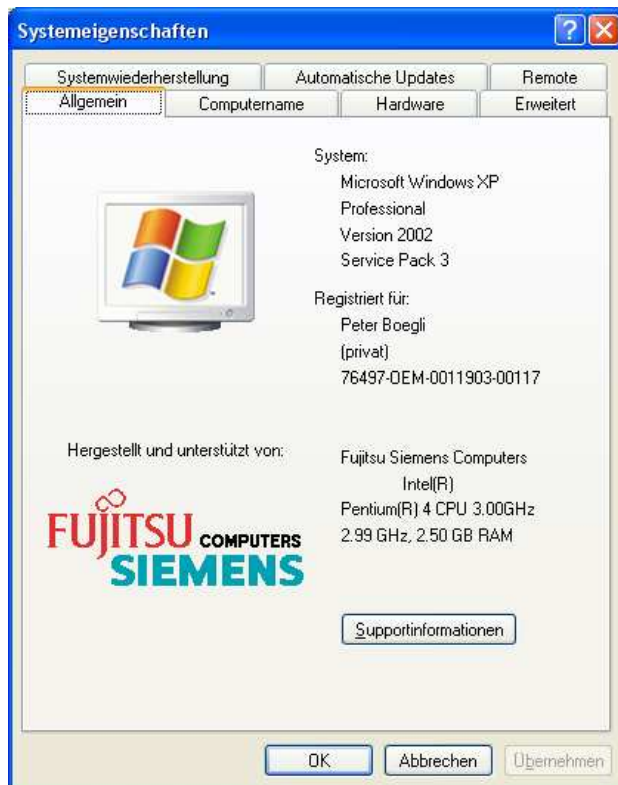 Systemeigenschaften
Systemwiederherstellung Automatische Updates Remote
Allgemein Computername Hardware Erweitert
System:
Microsoft Windows XP
Professional
Version 2002
Service Pack 3
Registriert für:
Peter Boegli
(privat)
76497-OEM-0011903-00117
Hergestellt und unterstützt von:
Fujitsu Siemens Computers
Intel(R)
Pentium(R) 4 CPU 3.00GHz
2.99 GHz, 2.50 GB RAM
FUJITSU COMPUTERS
SIEMENS
Supportinformationen
OK Abbrechen Übernehmen